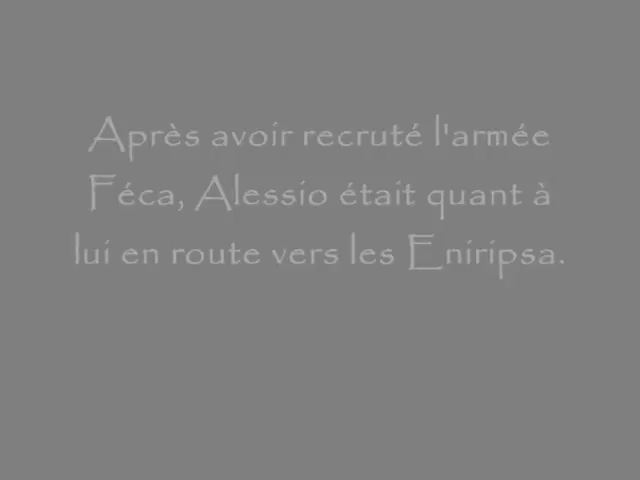 Après avoir recruté l'armée
Féca, Alessio était quant à
lui en route vers les Eniripsa.